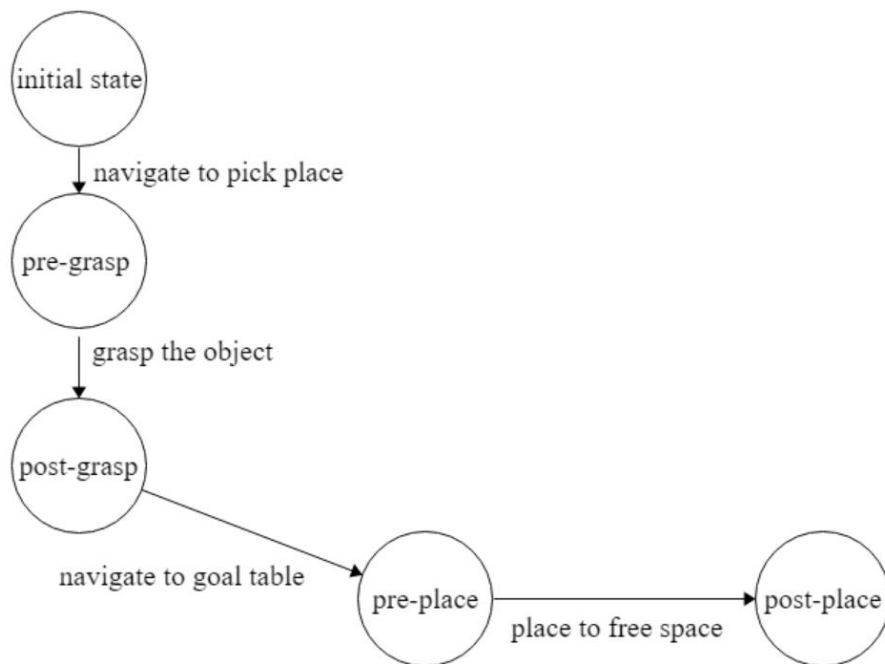 initial state
navigate to pick place
pre-grasp
grasp the object
post-grasp
navigate to goal table
pre-place
place to free space
post-place